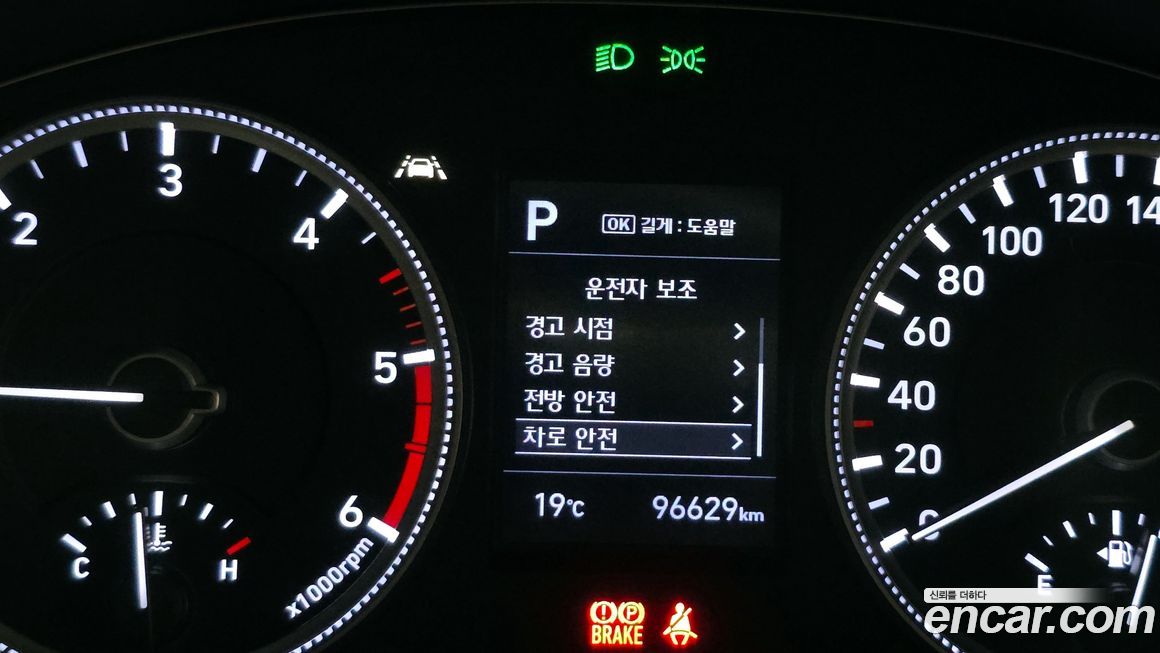 P
OK 길게 : 도움말
운전자 보조
경고 시점 >
경고 음량 >
전방 안전 >
차로 안전 >
19°C 96629km
2
3
4
5
6
x1000rpm
C
H
0
20
40
60
80
100
120
E
P
BRAKE
신뢰를 더하다
encar.com